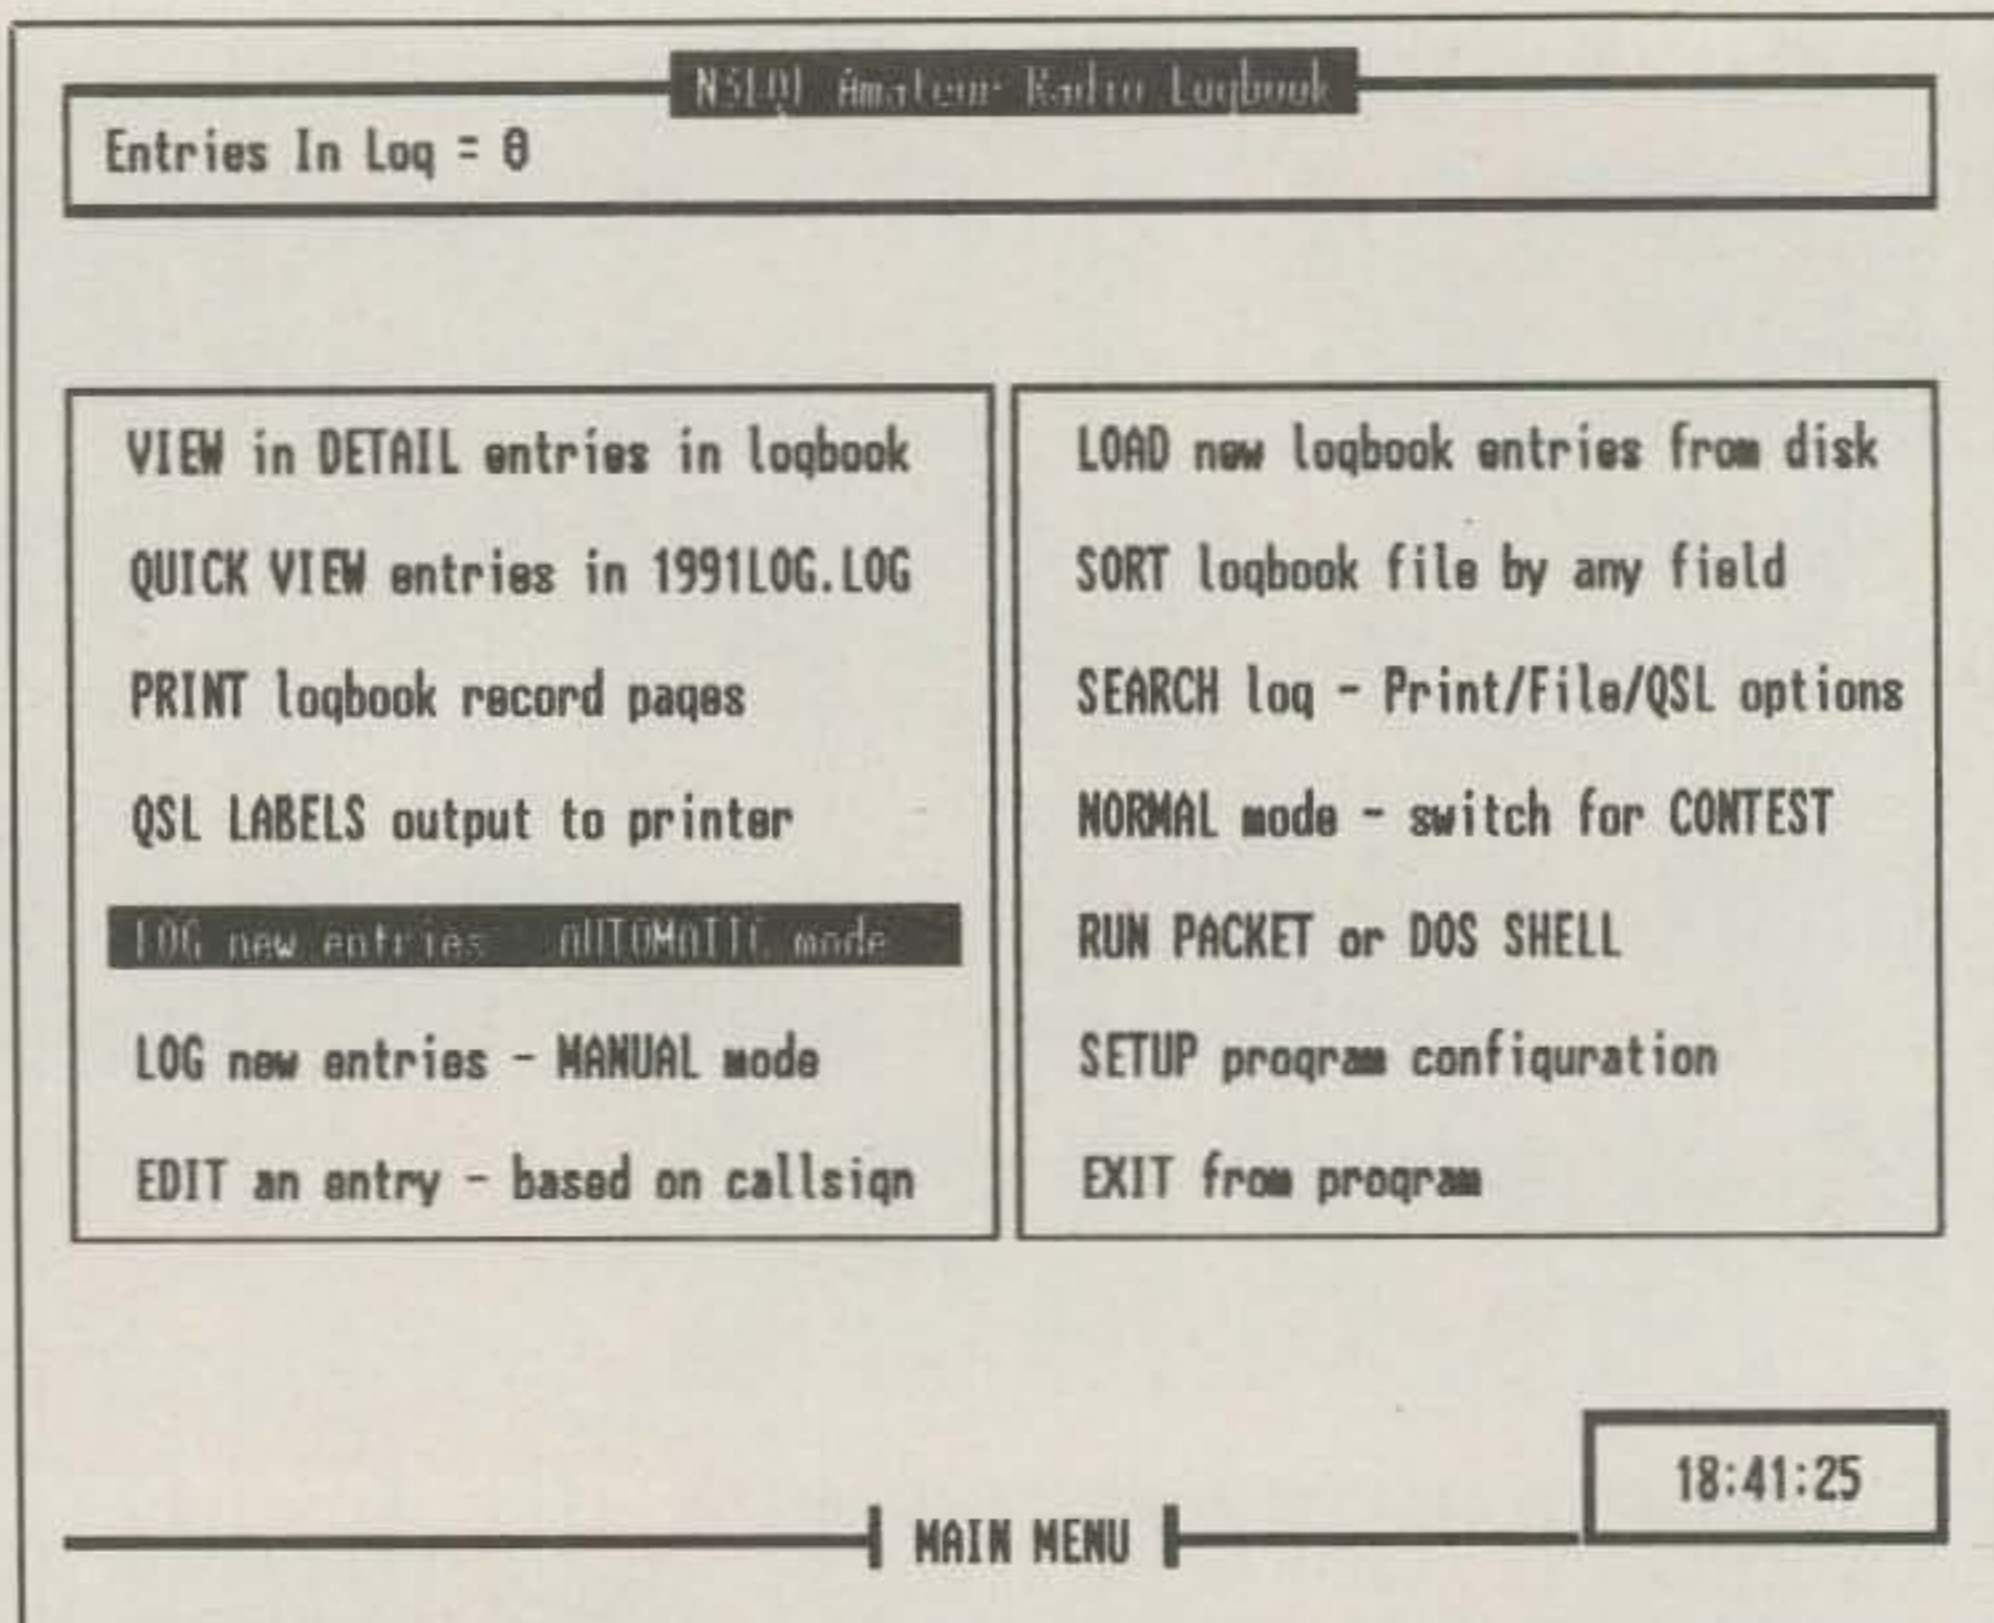 Amateur Radio Logbook
Entries In Log = 0
VIEW in DETAIL entries in logbook
QUICK VIEW entries in 1991LOG.LOG
PRINT logbook record pages
QSL LABELS output to printer
LOG new entries AUTOMATIC mode
LOG new entries - MANUAL mode
EDIT an entry - based on callsign
LOAD new logbook entries from disk
SORT logbook file by any field
SEARCH log - Print/File/QSL options
NORMAL mode - switch for CONTEST
RUN PACKET or DOS SHELL
SETUP program configuration
EXIT from program
18:41:25
MAIN MENU